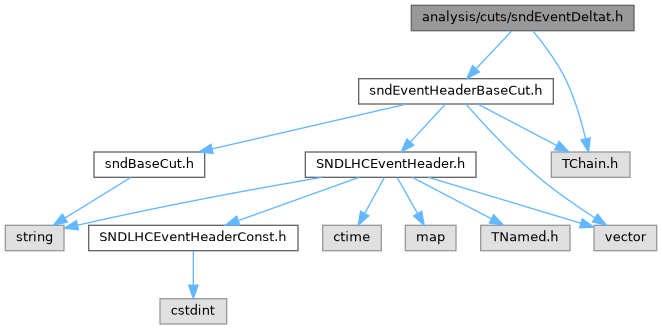 analysis/cuts/sndEventDeltat.h
sndEventHeaderBaseCut.h
sndBaseCut.h
SNDLHCEventHeader.h
TChain.h
string
SNDLHCEventHeaderConst.h
ctime
map
TNamed.h
vector
cstdint